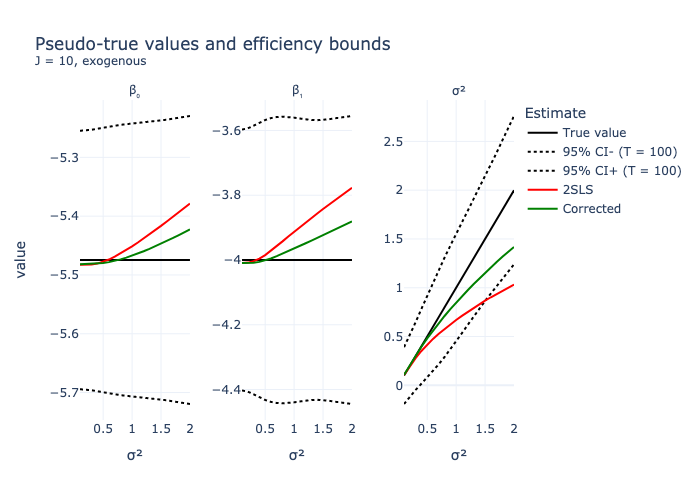 Pseudo-true values and efficiency bounds
J = 10, exogenous
β₀
β₁
σ²
Estimate
True value
95% CI- (T = 100)
95% CI+ (T = 100)
2SLS
Corrected
value
−5.3
−5.4
−5.5
−5.6
−5.7
−3.6
−3.8
−4
−4.2
−4.4
2.5
2
1.5
1
0.5
0
0.5 1 1.5 2
0.5 1 1.5 2
0.5 1 1.5 2
σ²
σ²
σ²